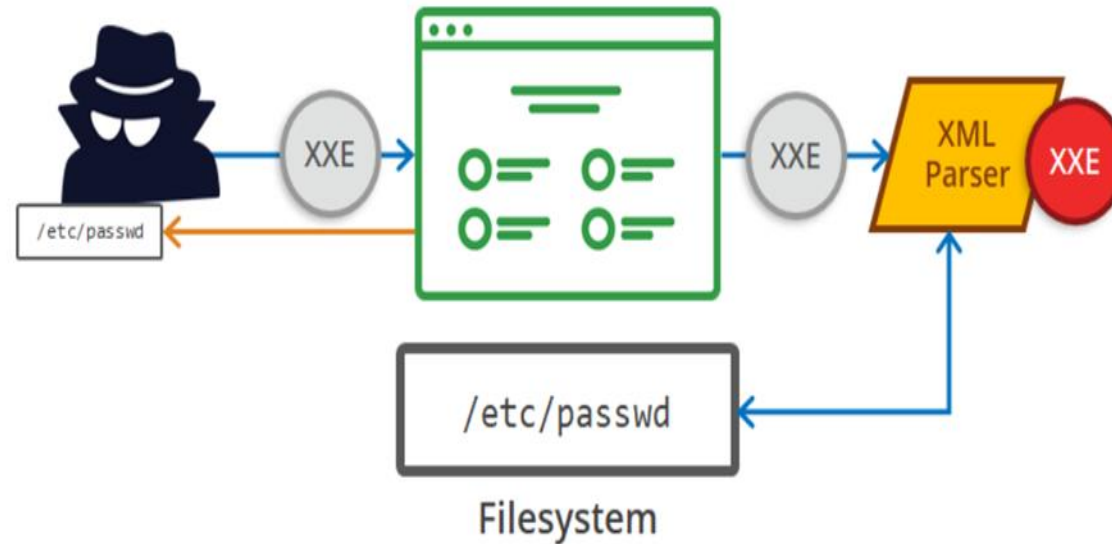 XXE
XXE
XML
Parser
XXE
/etc/passwd
/etc/passwd
Filesystem